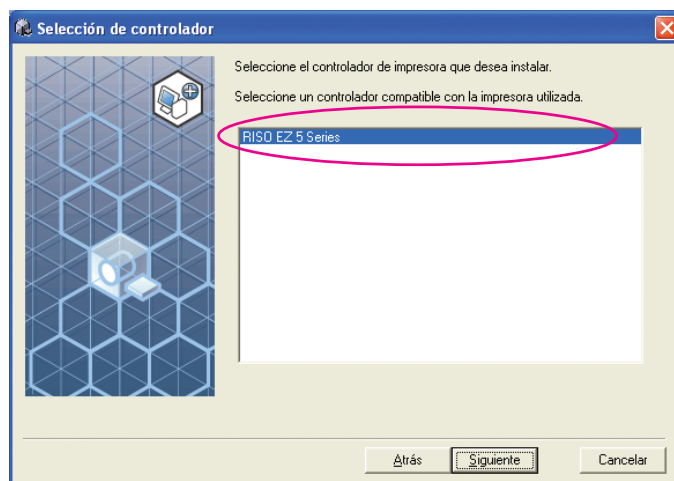 Selección de controlador
Seleccione el controlador de impresora que desea instalar.
Seleccione un controlador compatible con la impresora utilizada.
RISO EZ 5 Series
Atrás Siguiente Cancelar